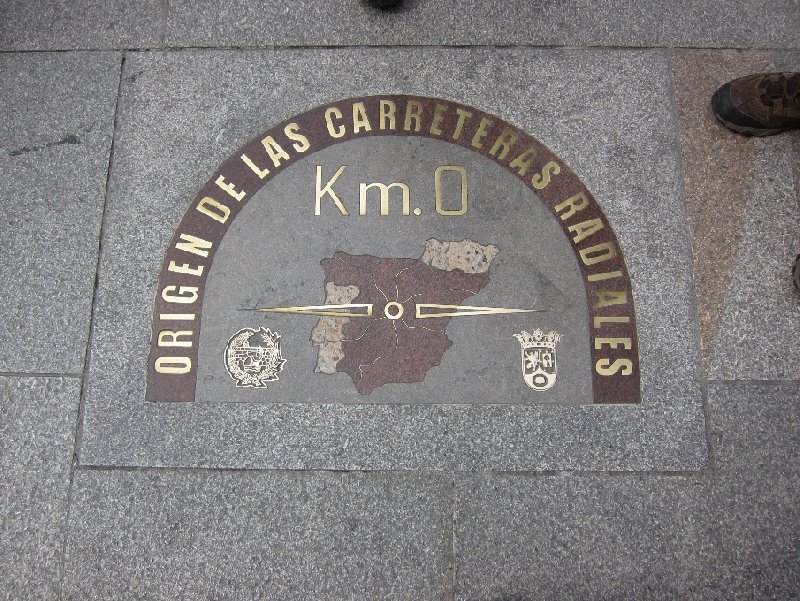 ORIGEN DE LAS CARRETERAS RADIALES
Km. 0